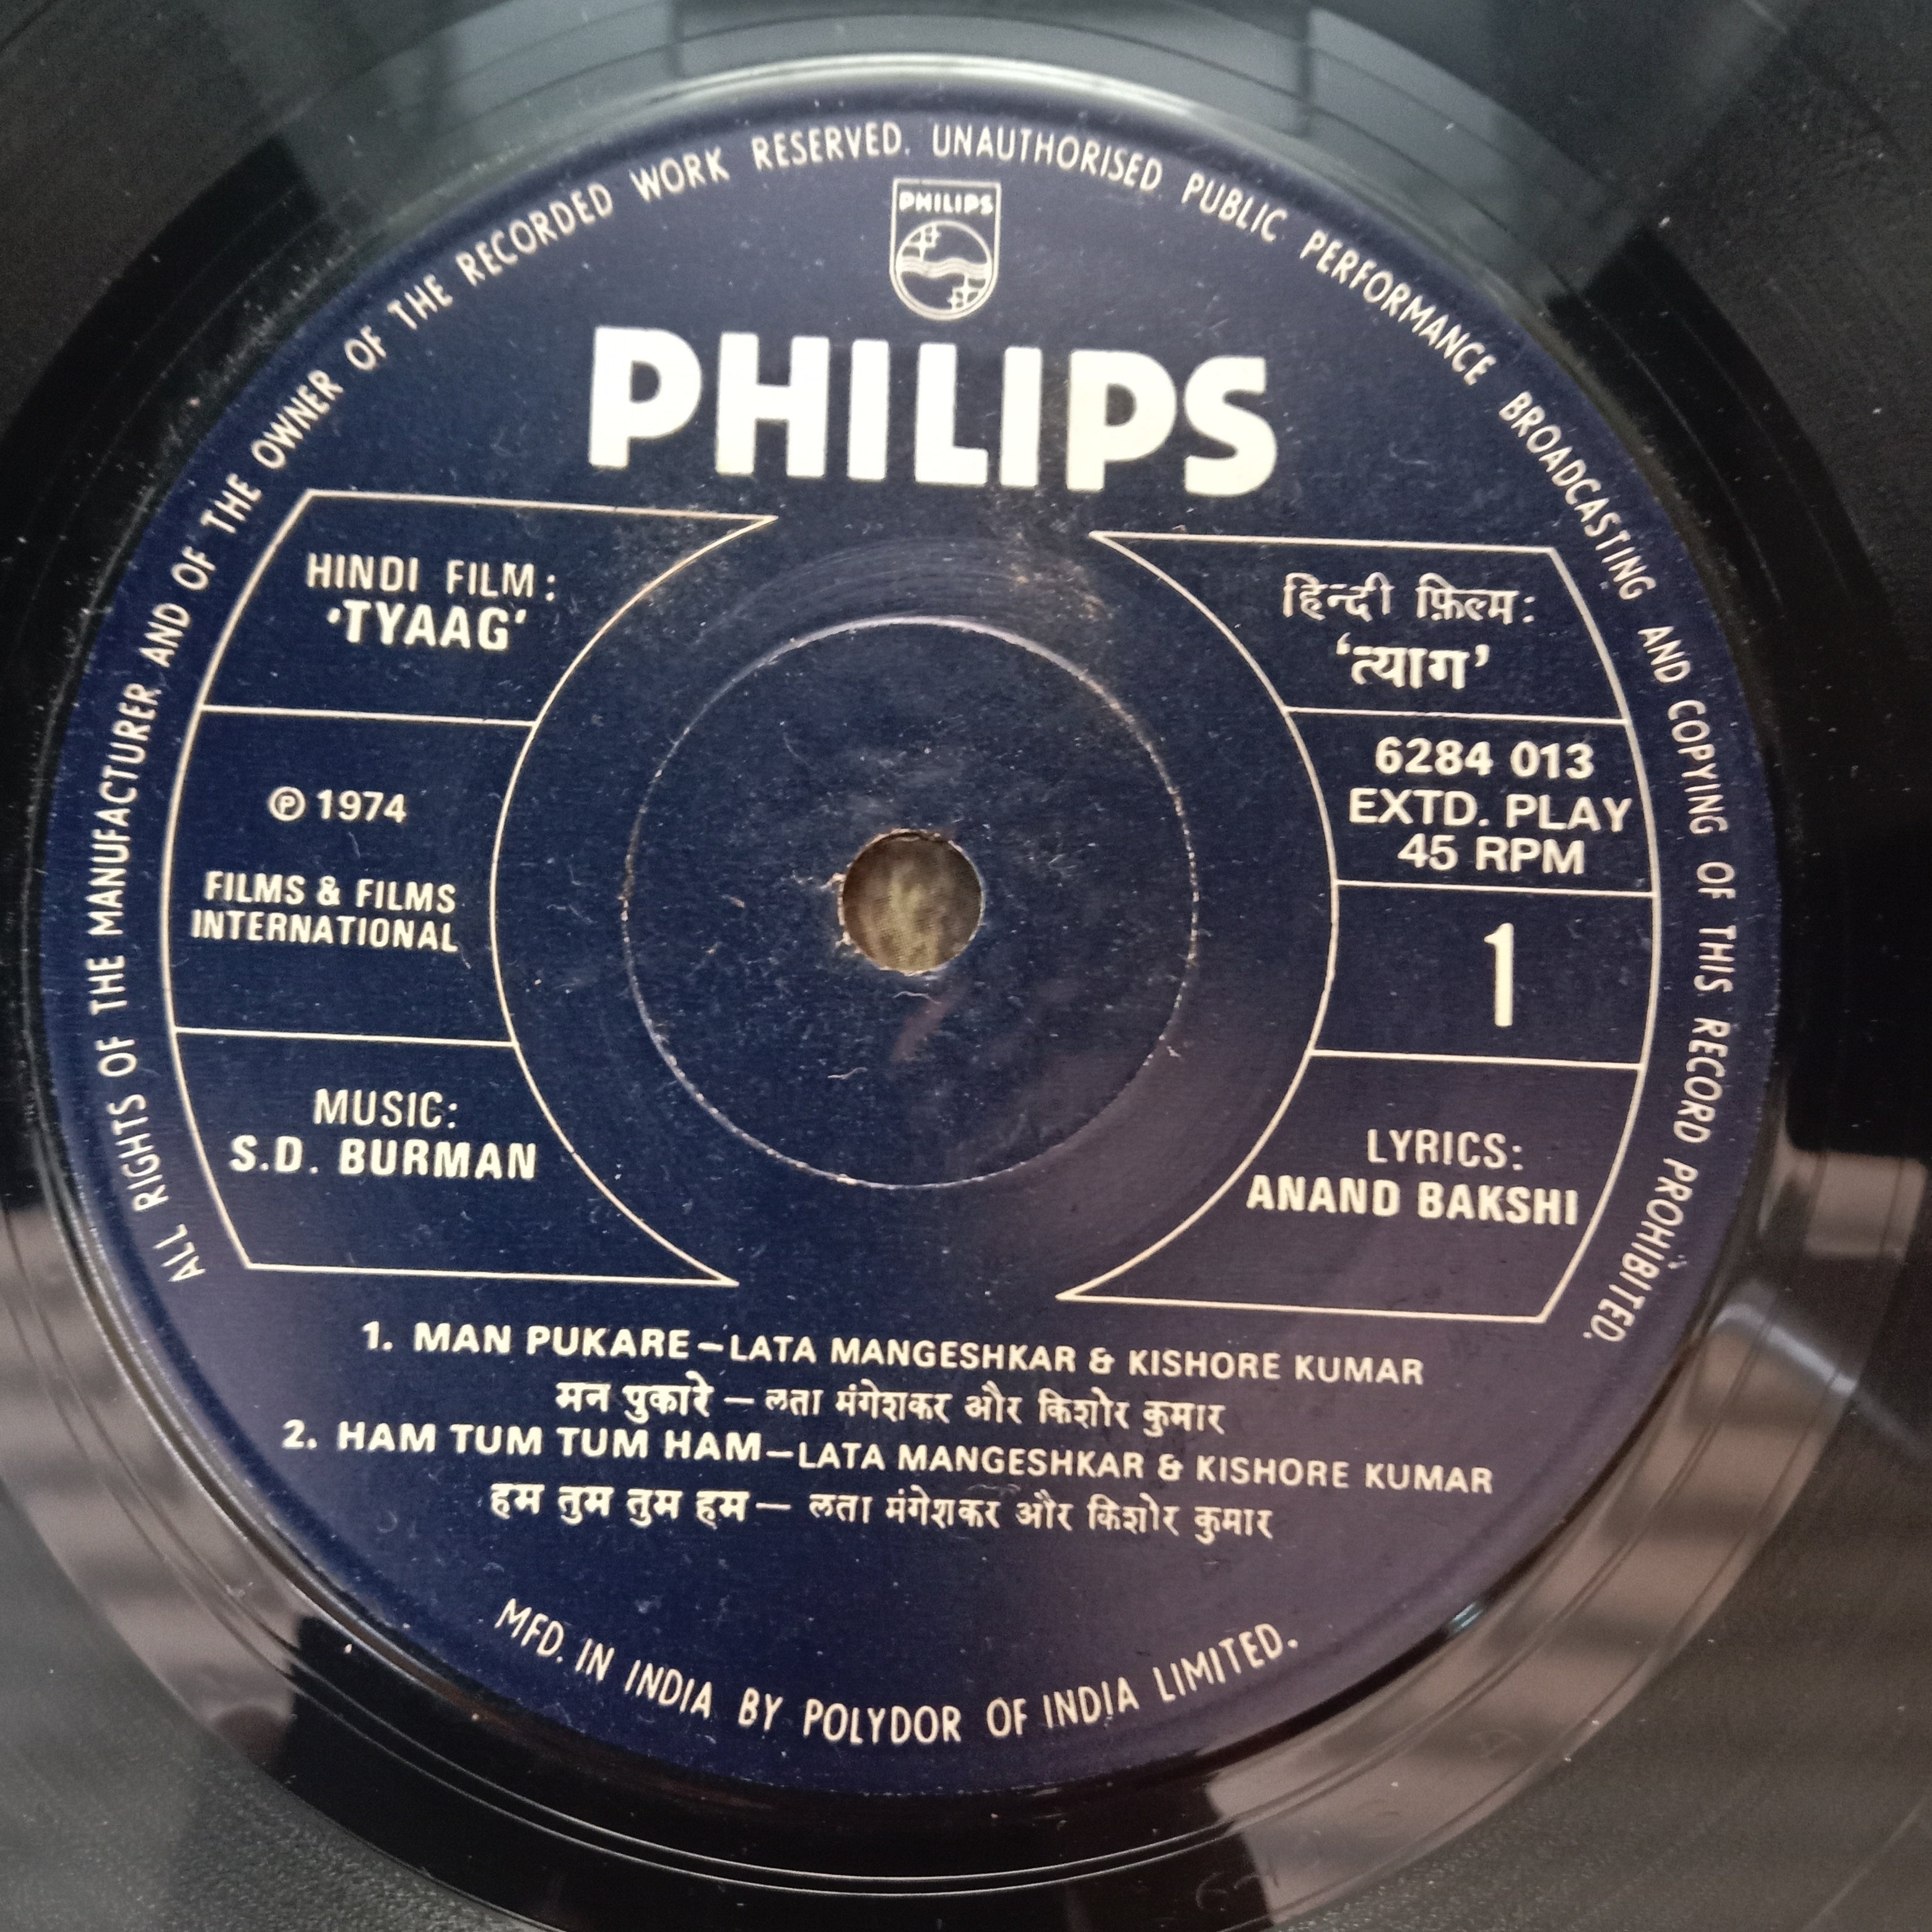 ALL RIGHTS OF THE MANUFACTURER AND OF THE OWNER OF THE RECORDED WORK RESERVED. UNAUTHORISED PUBLIC PERFORMANCE BROADCASTING AND COPYING OF THIS RECORD PROHIBITED.
PHILIPS
PHILIPS
HINDI FILM:
'TYAAG'
℗ 1974
FILMS & FILMS
INTERNATIONAL
MUSIC:
S.D. BURMAN
हिन्दी फ़िल्म:
'त्याग'
6284 013
EXTD. PLAY
45 RPM
1
LYRICS:
ANAND BAKSHI
1. MAN PUKARE – LATA MANGESHKAR & KISHORE KUMAR
मन पुकारे – लता मंगेशकर और किशोर कुमार
2. HAM TUM TUM HAM – LATA MANGESHKAR & KISHORE KUMAR
हम तुम तुम हम – लता मंगेशकर और किशोर कुमार
MFD. IN INDIA BY POLYDOR OF INDIA LIMITED.